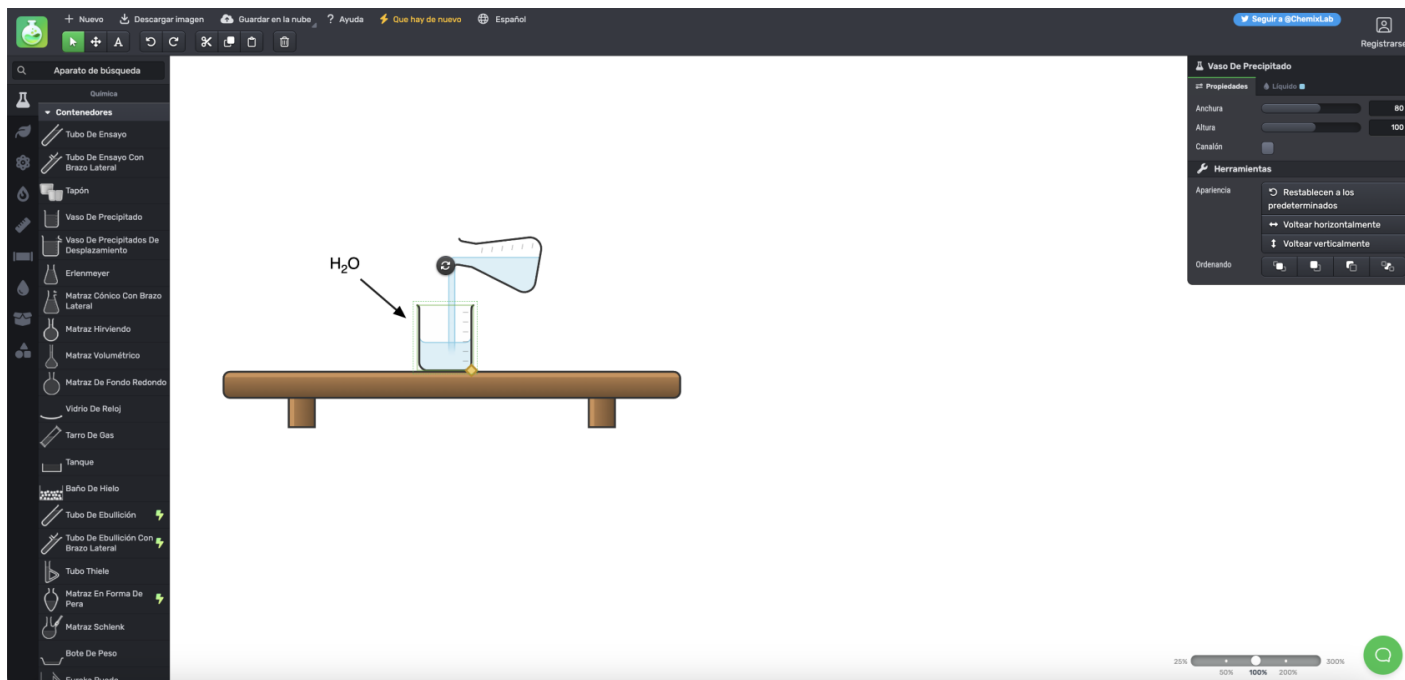 Nuevo Descargar imagen Guardar en la nube ? Ayuda Que hay de nuevo Español
Seguir a @ChemixLab
Registrarse
A
Aparato de búsqueda
Química
Contenedores
Tubo De Ensayo
Tubo De Ensayo Con
Brazo Lateral
Tapón
Vaso De Precipitado
Vaso De Precipitados De
Desplazamiento
Erlenmeyer
Matraz Cónico Con Brazo
Lateral
Matraz Hirviendo
Matraz Volumétrico
Matraz De Fondo Redondo
Vidrio De Reloj
Tarro De Gas
Tanque
Baño De Hielo
Tubo De Ebullición
Tubo De Ebullición Con
Brazo Lateral
Tubo Thiele
Matraz En Forma De
Pera
Matraz Schlenk
Bote De Peso
H₂O
Vaso De Precipitado
Propiedades Líquido
Anchura 80
Altura 100
Canalón
Herramientas
Apariencia
Restablecen a los
predeterminados
Voltear horizontalmente
Voltear verticalmente
Ordenando
25% 300%
50% 100% 200%